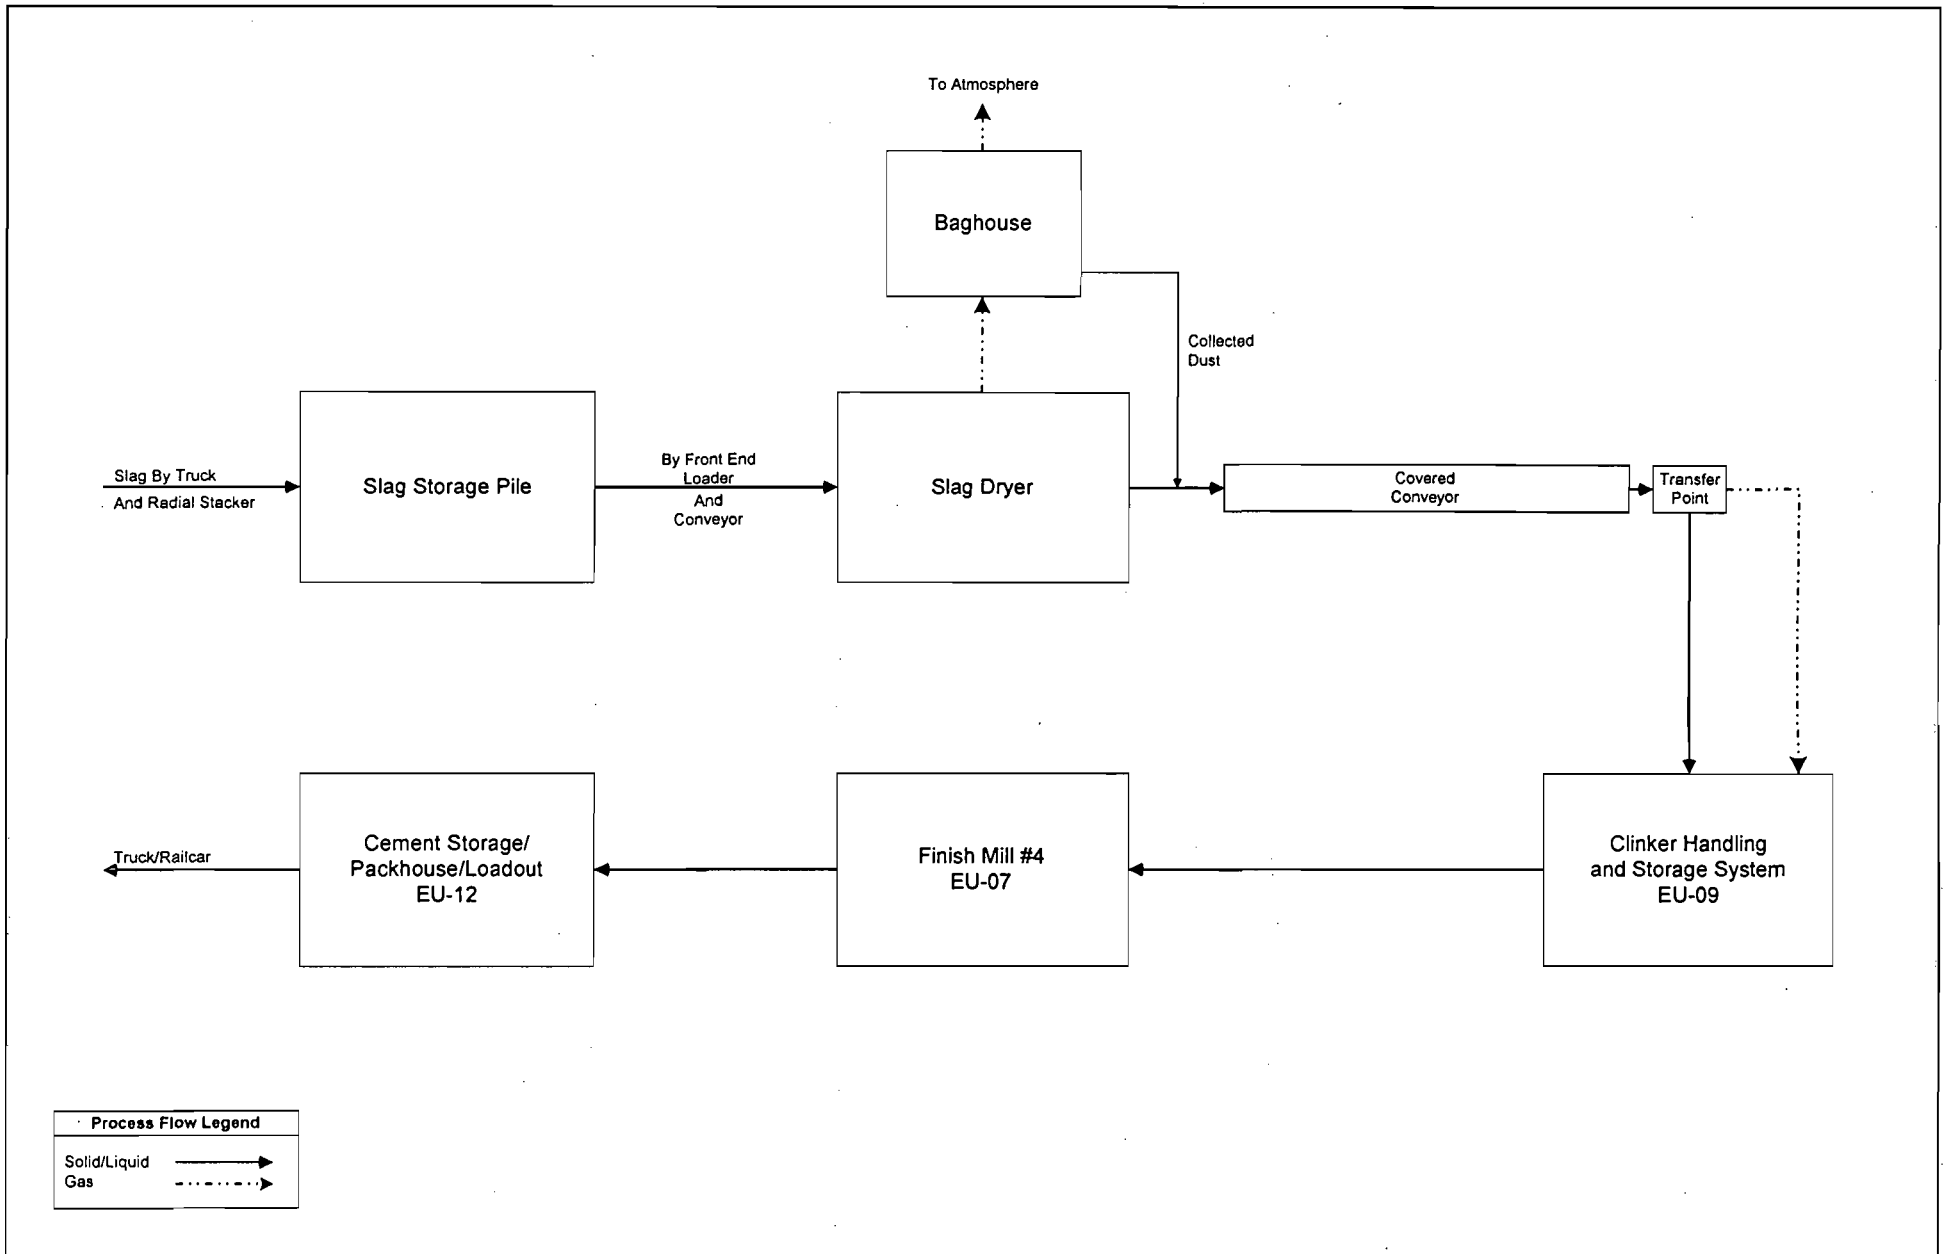 To Atmosphere
Baghouse
Collected
Dust
Slag By Truck
And Radial Stacker
Slag Storage Pile
By Front End
Loader
And
Conveyor
Slag Dryer
Covered
Conveyor
Transfer
Point
Truck/Railcar
Cement Storage/
Packhouse/Loadout
EU-12
Finish Mill #4
EU-07
Clinker Handling
and Storage System
EU-09
Process Flow Legend
Solid/Liquid
Gas